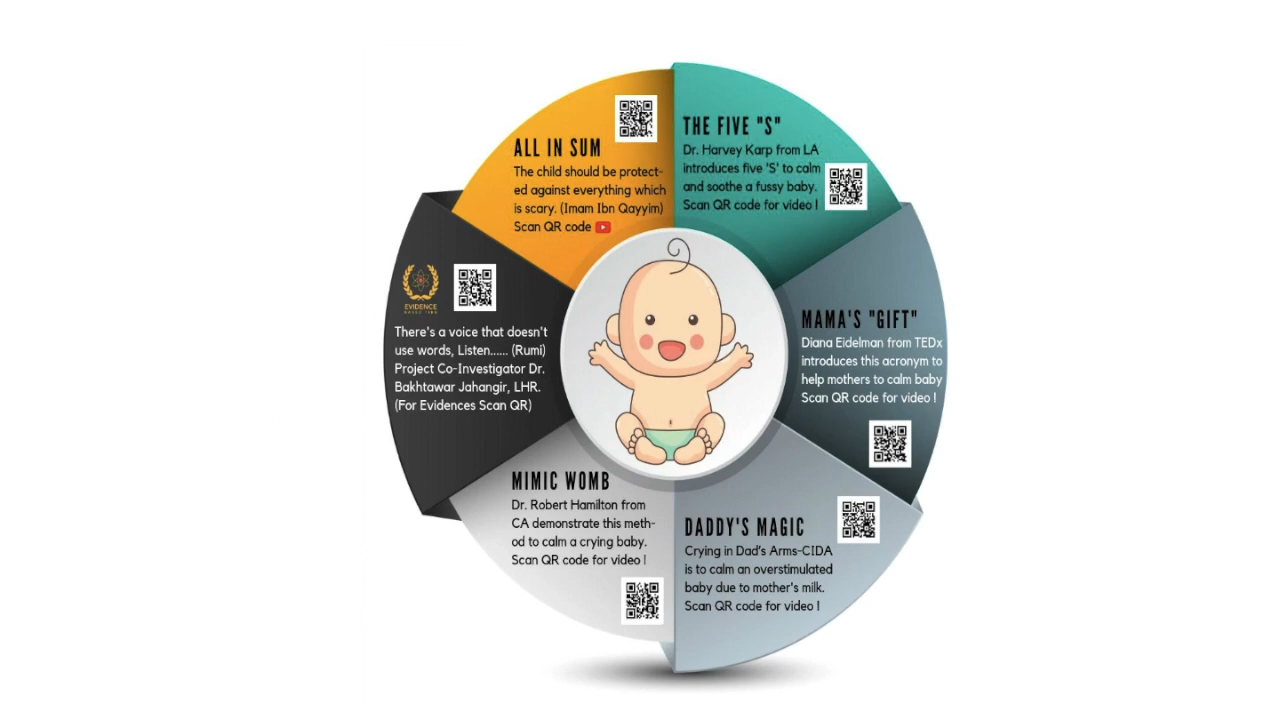 ALL IN SUM
The child should be protect-
ed against everything which
is scary. (Imam Ibn Qayyim)
Scan QR code
THE FIVE "S"
Dr. Harvey Karp from LA
introduces five 'S' to calm
and soothe a fussy baby.
Scan QR code for video !
MAMA'S "GIFT"
Diana Eidelman from TEDx
introduces this acronym to
help mothers to calm baby
Scan QR code for video !
DADDY'S MAGIC
Crying in Dad's Arms-CIDA
is to calm an overstimulated
baby due to mother's milk.
Scan QR code for video !
MIMIC WOMB
Dr. Robert Hamilton from
CA demonstrate this meth-
od to calm a crying baby.
Scan QR code for video !
EVIDENCE
There's a voice that doesn't
use words, Listen...... (Rumi)
Project Co-Investigator Dr.
Bakhtawar Jahangir, LHR.
(For Evidences Scan QR)